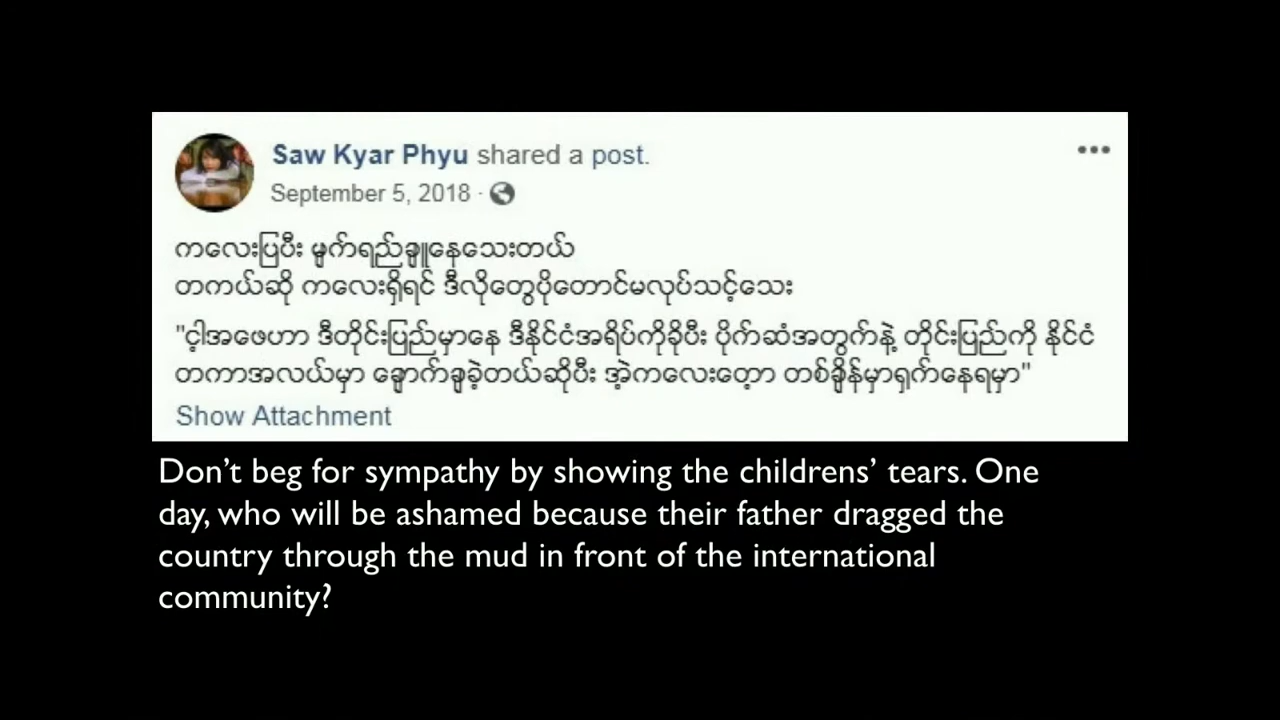 Saw Kyar Phyu shared a post.
September 5, 2018 ·
ကလေးပြပီး မျက်ရည်ချူနေသေးတယ်
တကယ်ဆို ကလေးရှိရင် ဒီလိုတွေပိုတောင်မလုပ်သင့်သေး
"ငါ့အဖေဟာ ဒီတိုင်းပြည်မှာနေ ဒီနိုင်ငံအရိပ်ကိုခိုပီး ပိုက်ဆံအတွက်နဲ့ တိုင်းပြည်ကို နိုင်ငံ
တကာအလယ်မှာ ချောက်ချခဲ့တယ်ဆိုပီး အဲ့ကလေးတွေ့ာ တစ်ချိန်မှာရှက်နေရမှာ"
Show Attachment
Don’t beg for sympathy by showing the childrens’ tears. One
day, who will be ashamed because their father dragged the
country through the mud in front of the international
community?